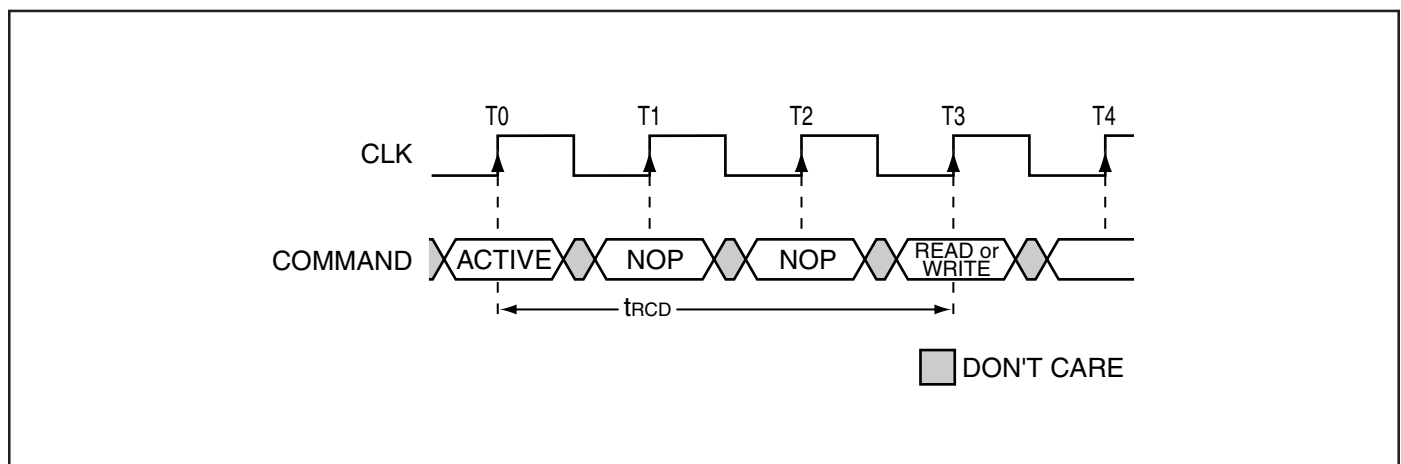 T0 T1 T2 T3 T4
CLK
COMMAND ACTIVE NOP NOP READ or
WRITE
tRCD
DON'T CARE